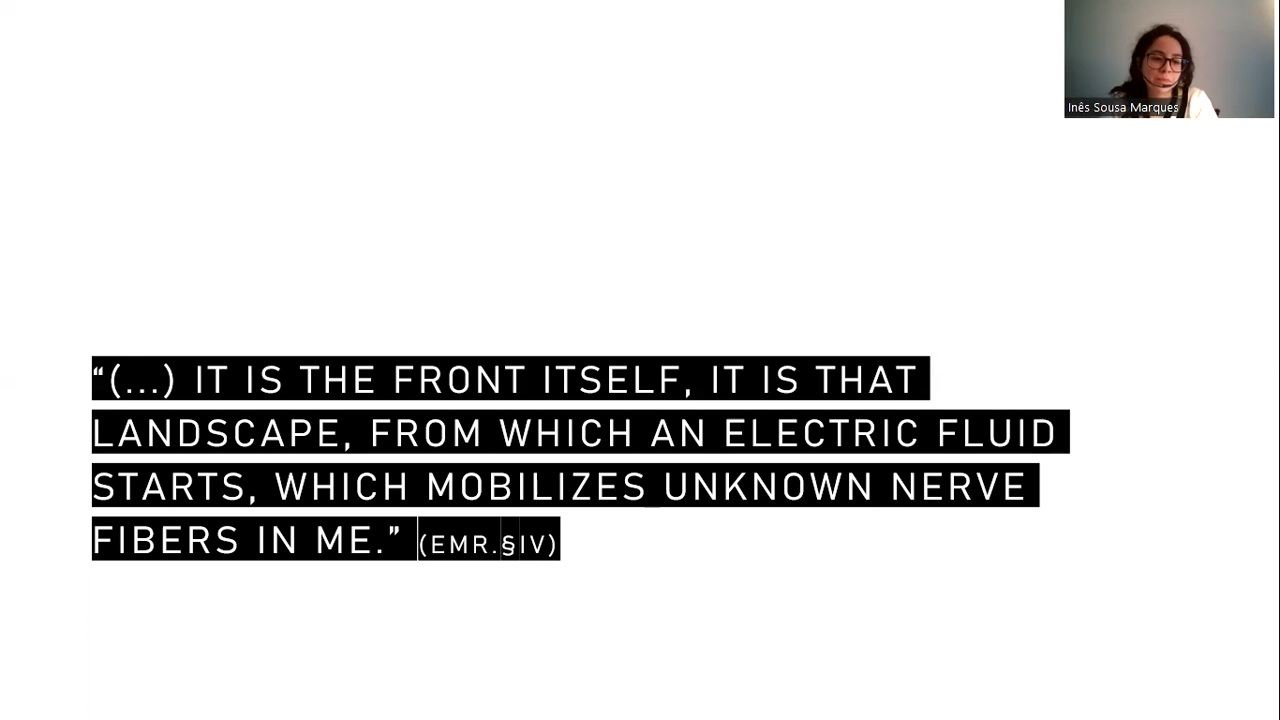 Inês Sousa Marques
“(...) IT IS THE FRONT ITSELF, IT IS THAT
LANDSCAPE, FROM WHICH AN ELECTRIC FLUID
STARTS, WHICH MOBILIZES UNKNOWN NERVE
FIBERS IN ME.” (EMR.§IV)